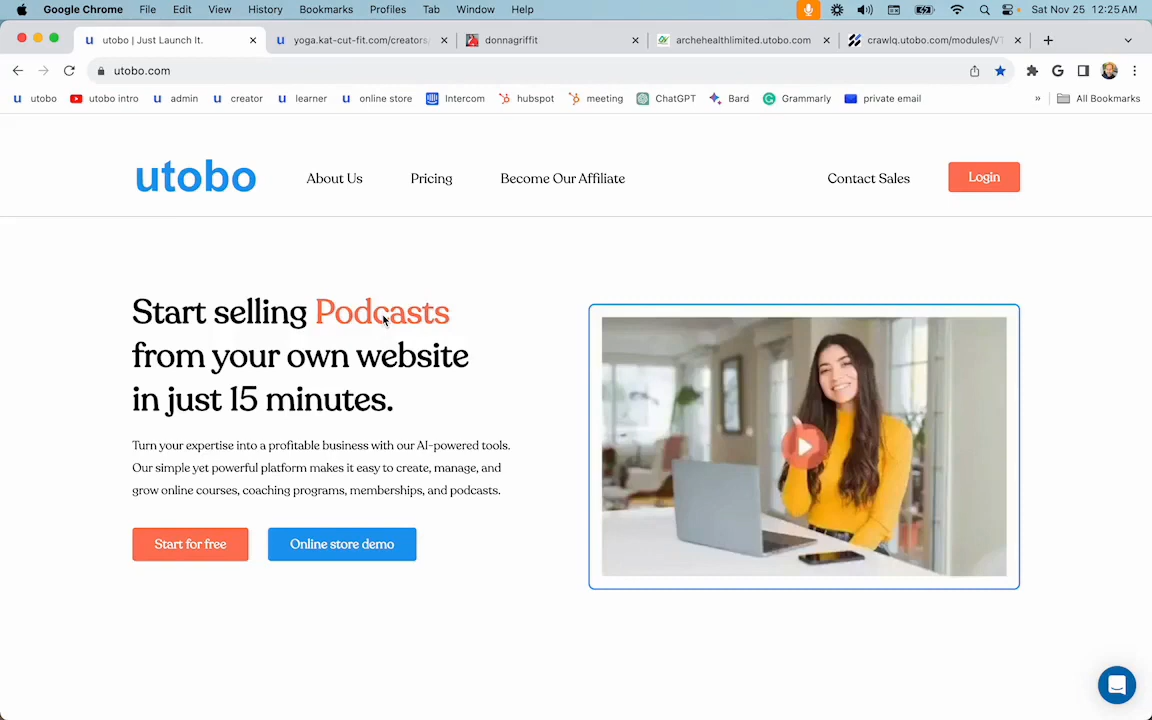 Google Chrome File Edit View History Bookmarks Profiles Tab Window Help Sat Nov 25 12:25 AM
utobo | Just Launch It. yoga.kat-cut-fit.com/creators/ donnagriffit archehealthlimited.utobo.com crawlq.utobo.com/modules/V
utobo.com
utobo utobo intro admin creator learner online store Intercom hubspot meeting ChatGPT Bard Grammarly private email » All Bookmarks
utobo About Us Pricing Become Our Affiliate Contact Sales Login
Start selling Podcasts
from your own website
in just 15 minutes.
Turn your expertise into a profitable business with our AI-powered tools.
Our simple yet powerful platform makes it easy to create, manage, and
grow online courses, coaching programs, memberships, and podcasts.
Start for free Online store demo